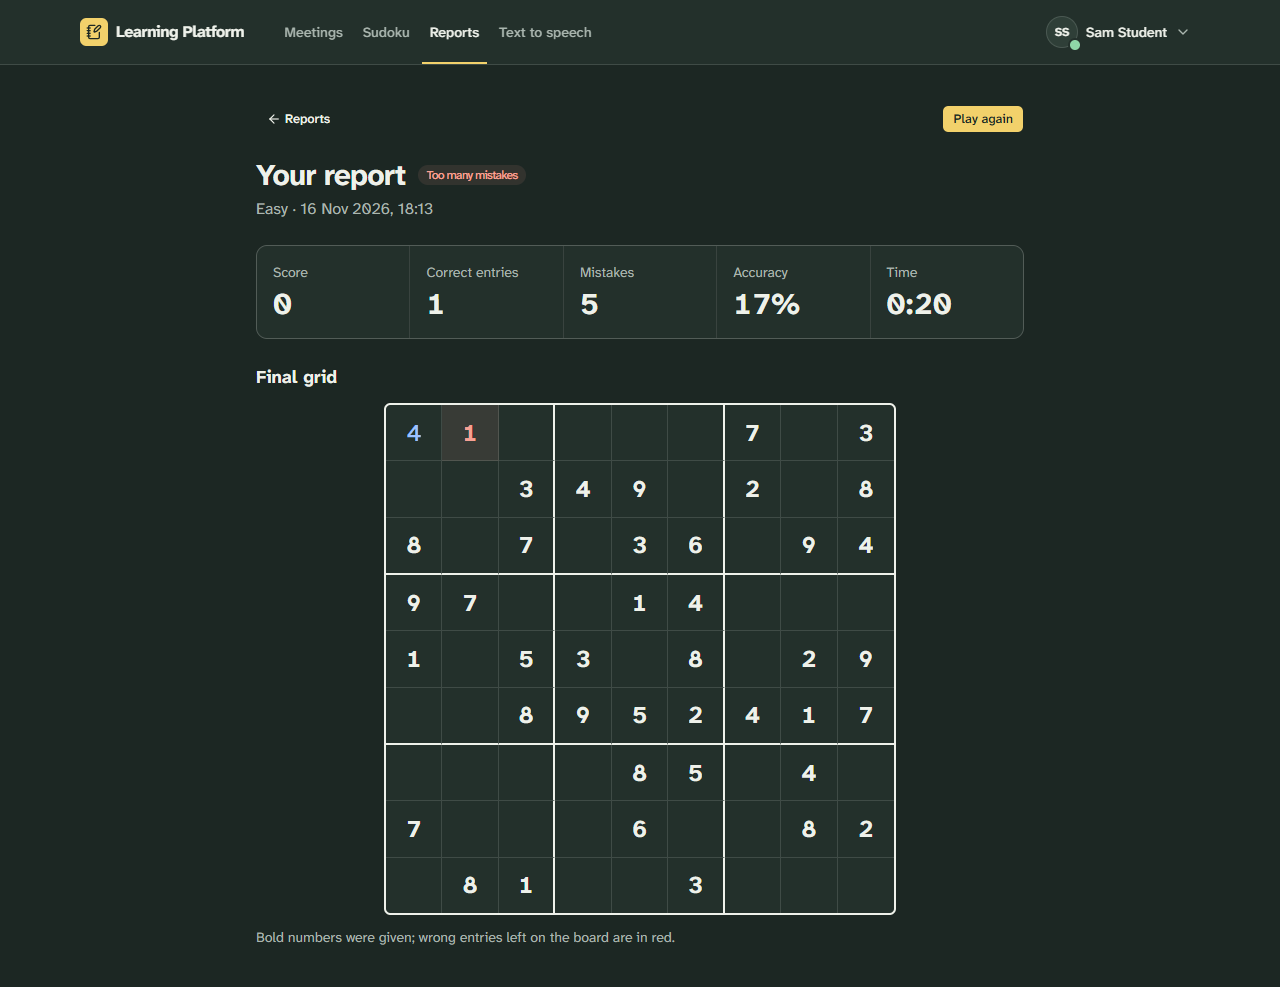 Learning Platform
Meetings
Sudoku
Reports
Text to speech
SS
Sam Student
← Reports
Play again
Your report
Too many mistakes
Easy · 16 Nov 2026, 18:13
Score
0
Correct entries
1
Mistakes
5
Accuracy
17%
Time
0:20
Final grid
4 1 7 3
3 4 9 2 8
8 7 3 6 9 4
9 7 1 4
1 5 3 8 2 9
8 9 5 2 4 1 7
8 5 4
7 6 8 2
8 1 3
Bold numbers were given; wrong entries left on the board are in red.